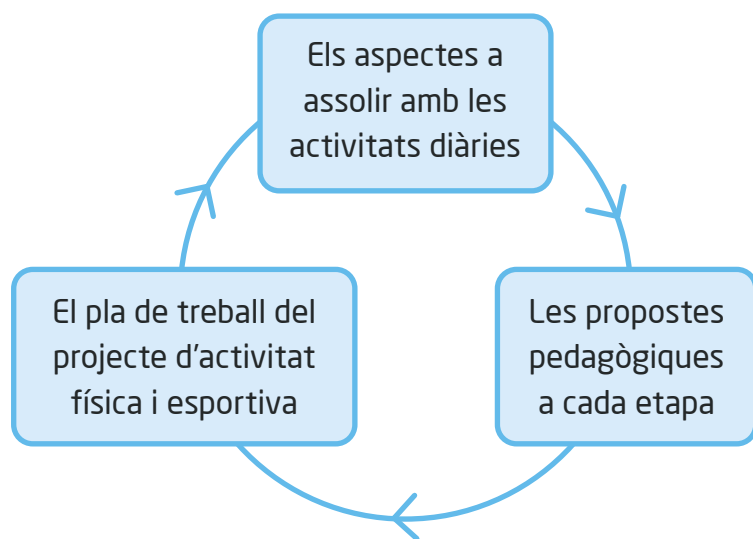 Els aspectes a
assolir amb les
activitats diàries
El pla de treball del
projecte d'activitat
física i esportiva
Les propostes
pedagògiques
a cada etapa